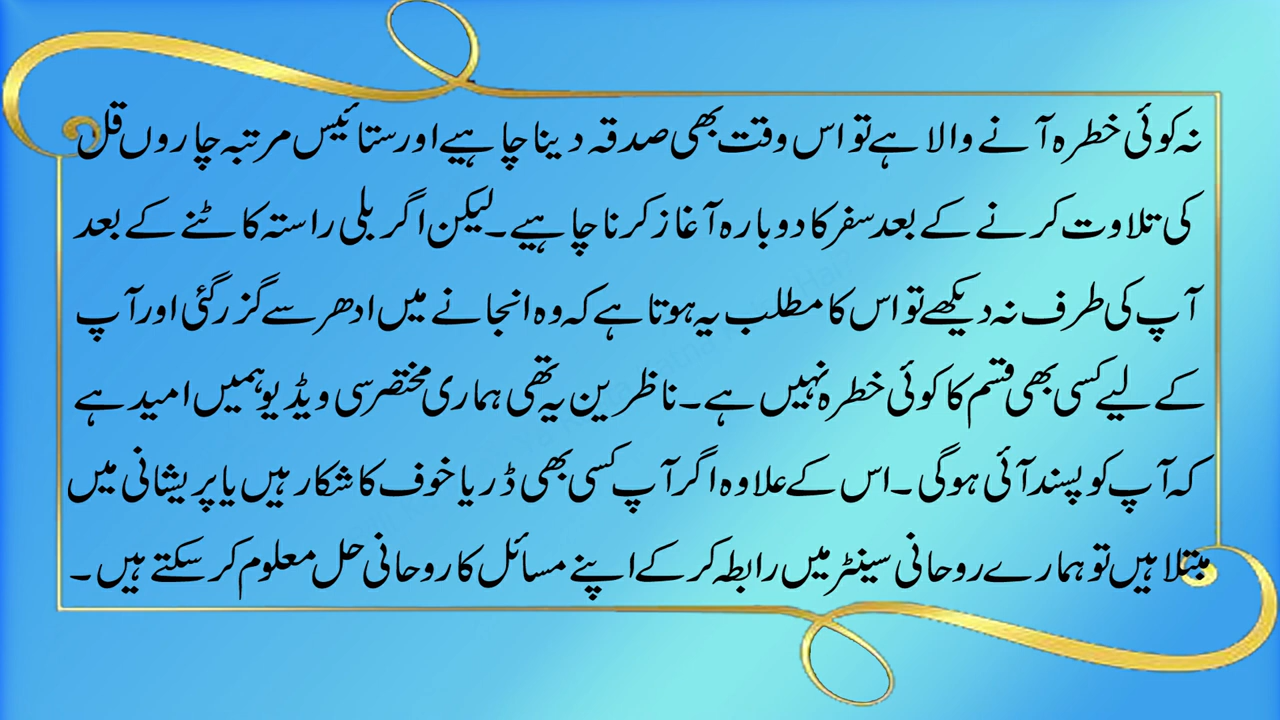 نہ کوئی خطرہ آنے والا ہے تو اس وقت بھی صدقہ دینا چاہیے اور ستائیس مرتبہ چاروں قل
کی تلاوت کرنے کے بعد سفر کا دوبارہ آغاز کرنا چاہیے۔ لیکن اگر بلی راستہ کاٹنے کے بعد
آپ کی طرف نہ دیکھے تو اس کا مطلب یہ ہوتا ہے کہ وہ انجانے میں ادھر سے گزر گئی اور آپ
کے لیے کسی بھی قسم کا کوئی خطرہ نہیں ہے۔ ناظرین یہ تھی ہماری مختصر سی ویڈیو ہمیں امید ہے
کہ آپ کو پسند آئی ہوگی۔ اس کے علاوہ اگر آپ کسی بھی ڈر یا خوف کا شکار ہیں یا پریشانی میں
مبتلا ہیں تو ہمارے روحانی سینٹر میں رابطہ کر کے اپنے مسائل کا روحانی حل معلوم کر سکتے ہیں۔